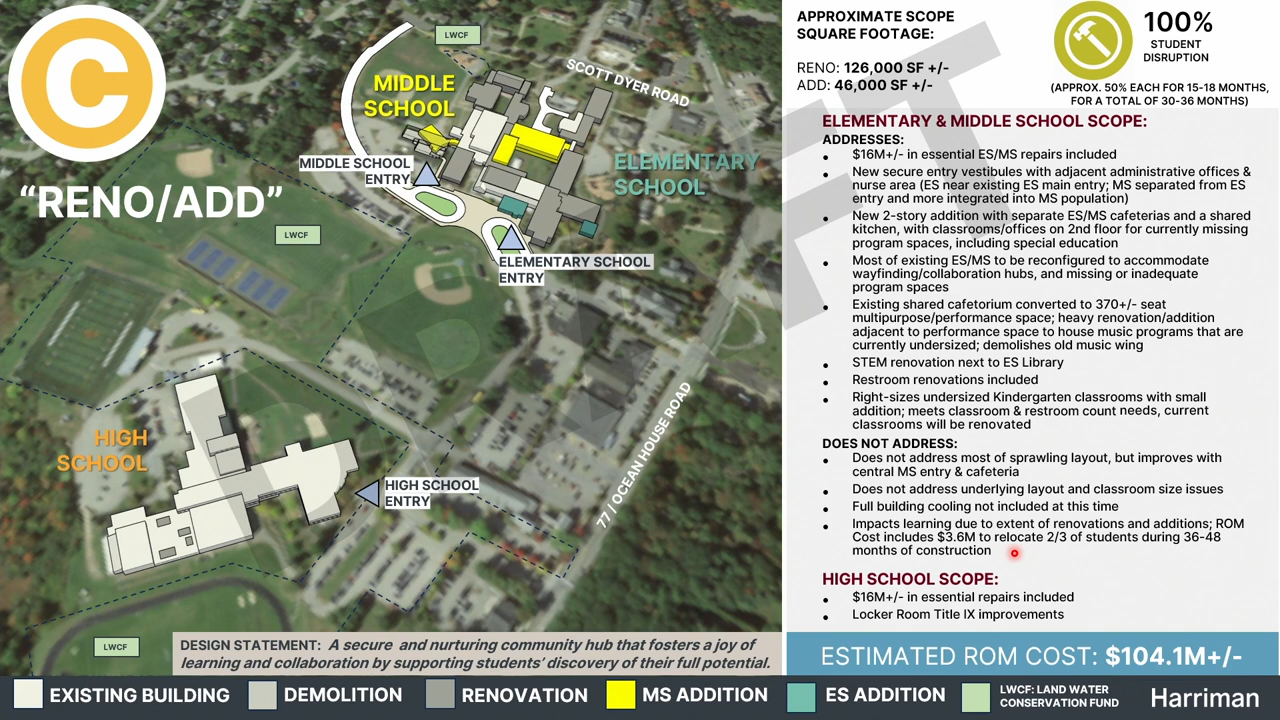 C
"RENO/ADD"
LWCF
MIDDLE
SCHOOL
SCOTT DYER ROAD
MIDDLE SCHOOL
ENTRY
ELEMENTARY
SCHOOL
LWCF
ELEMENTARY SCHOOL
ENTRY
77 / OCEAN HOUSE ROAD
HIGH
SCHOOL
HIGH SCHOOL
ENTRY
LWCF
DESIGN STATEMENT: A secure and nurturing community hub that fosters a joy of
learning and collaboration by supporting students' discovery of their full potential.
APPROXIMATE SCOPE
SQUARE FOOTAGE:
RENO: 126,000 SF +/-
ADD: 46,000 SF +/-
100%
STUDENT
DISRUPTION
(APPROX. 50% EACH FOR 15-18 MONTHS,
FOR A TOTAL OF 30-36 MONTHS)
ELEMENTARY & MIDDLE SCHOOL SCOPE:
ADDRESSES:
• $16M+/- in essential ES/MS repairs included
• New secure entry vestibules with adjacent administrative offices &
nurse area (ES near existing ES main entry; MS separated from ES
entry and more integrated into MS population)
• New 2-story addition with separate ES/MS cafeterias and a shared
kitchen, with classrooms/offices on 2nd floor for currently missing
program spaces, including special education
• Most of existing ES/MS to be reconfigured to accommodate
wayfinding/collaboration hubs, and missing or inadequate
program spaces
• Existing shared cafetorium converted to 370+/- seat
multipurpose/performance space; heavy renovation/addition
adjacent to performance space to house music programs that are
currently undersized; demolishes old music wing
• STEM renovation next to ES Library
• Restroom renovations included
• Right-sizes undersized Kindergarten classrooms with small
addition; meets classroom & restroom count needs, current
classrooms will be renovated
DOES NOT ADDRESS:
• Does not address most of sprawling layout, but improves with
central MS entry & cafeteria
• Does not address underlying layout and classroom size issues
• Full building cooling not included at this time
• Impacts learning due to extent of renovations and additions; ROM
Cost includes $3.6M to relocate 2/3 of students during 36-48
months of construction
HIGH SCHOOL SCOPE:
• $16M+/- in essential repairs included
• Locker Room Title IX improvements
ESTIMATED ROM COST: $104.1M+/-
EXISTING BUILDING
DEMOLITION
RENOVATION
MS ADDITION
ES ADDITION
LWCF: LAND WATER
CONSERVATION FUND
Harriman
DRAFT